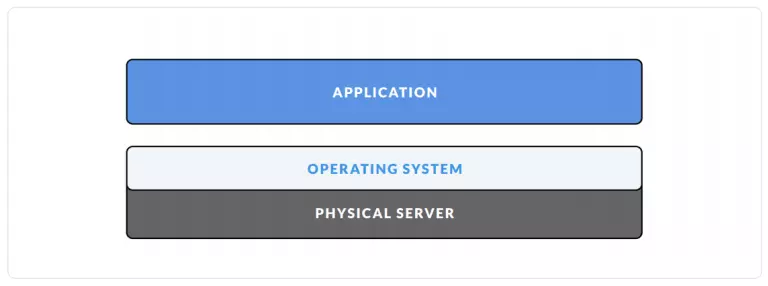 APPLICATION
OPERATING SYSTEM
PHYSICAL SERVER